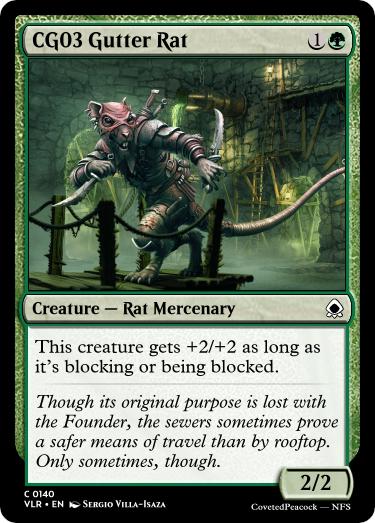 CG03 Gutter Rat 1
Creature — Rat Mercenary
This creature gets +2/+2 as long as
it's blocking or being blocked.
Though its original purpose is lost with
the Founder, the sewers sometimes prove
a safer means of travel than by rooftop.
Only sometimes, though.
2/2
C 0140
VLR • EN Sergio Villa-Isaza
CovetedPeacock — NFS